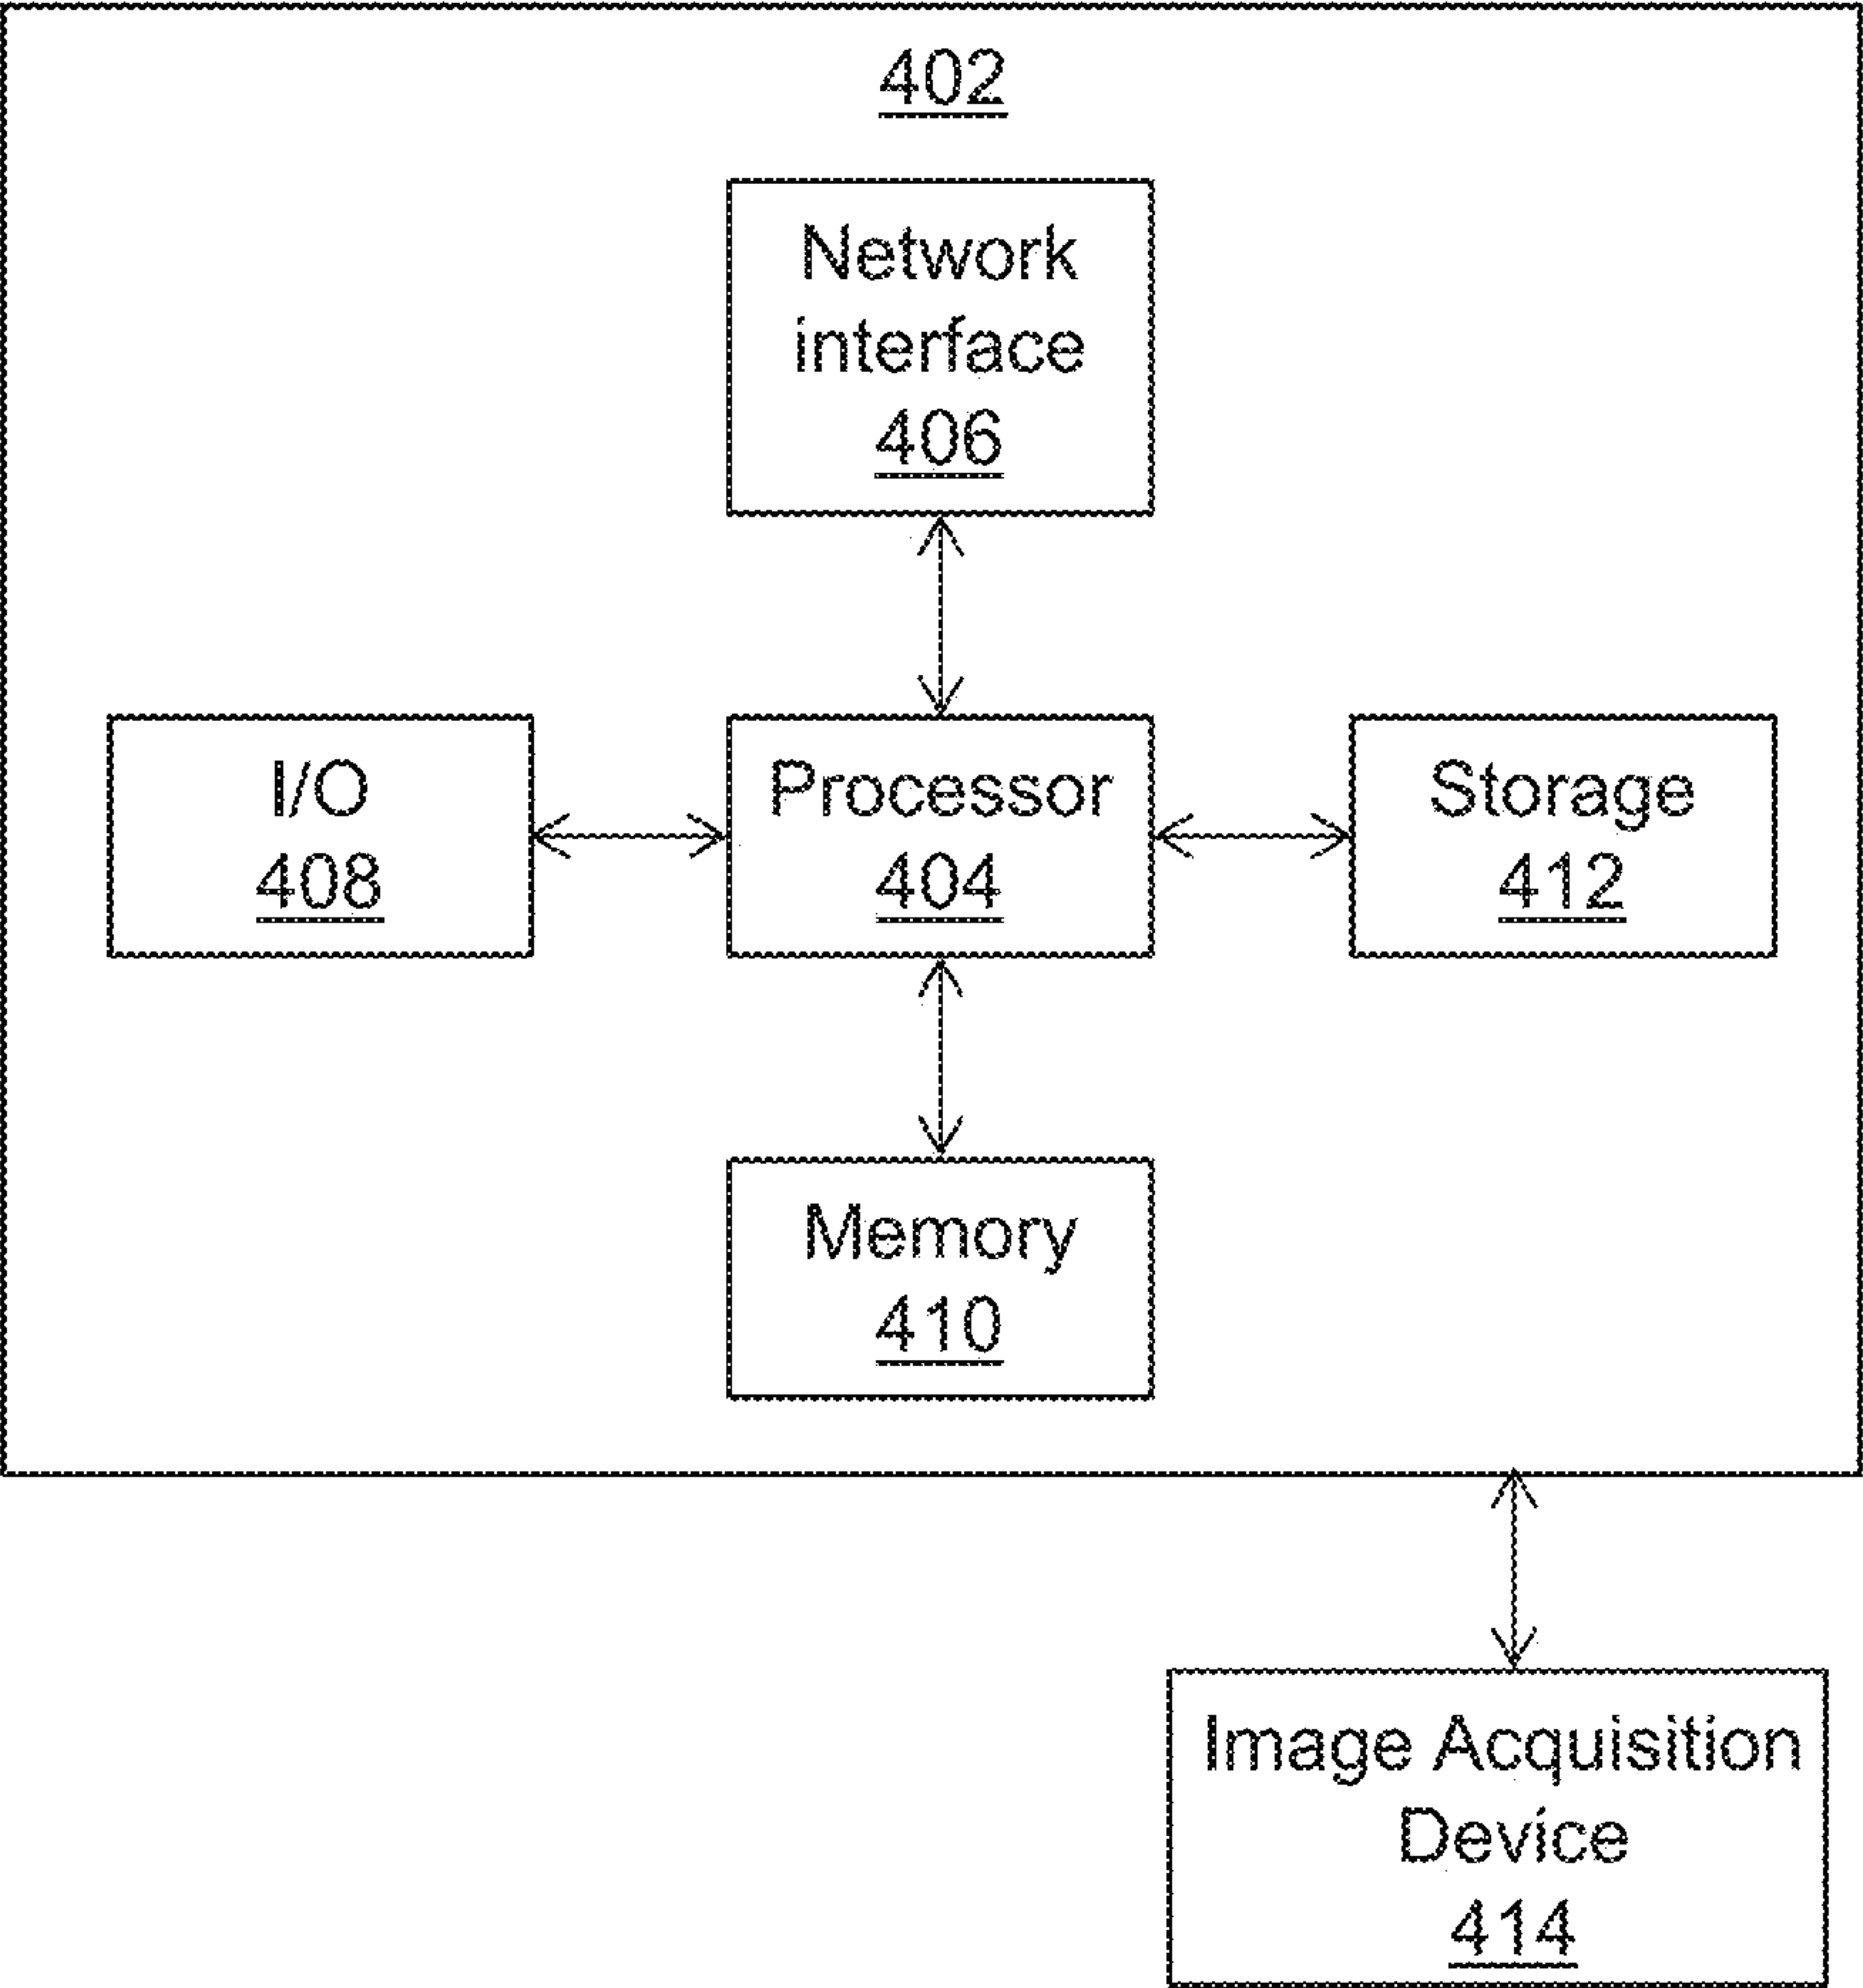 402
Network
interface
406
I/O
408
Processor
404
Storage
412
Memory
410
Image Acquisition
Device
414